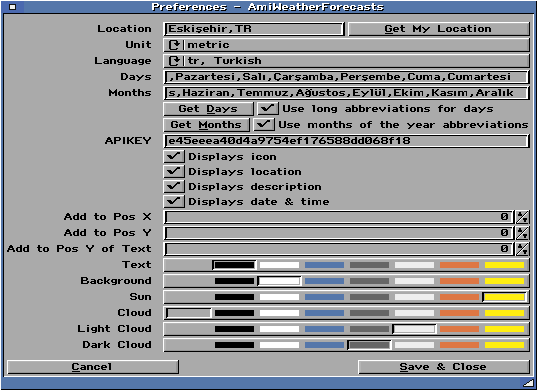 Preferences - AmiWeatherForecasts
Location Eskişehir,TR Get My Location
Unit metric
Language tr, Turkish
Days ,Pazartesi,Salı,Çarşamba,Perşembe,Cuma,Cumartesi
Months s,Haziran,Temmuz,Ağustos,Eylül,Ekim,Kasım,Aralık
Get Days Use long abbreviations for days
Get Months Use months of the year abbreviations
APIKEY e45eeea40d4a9754ef176588dd068f18
Displays icon
Displays location
Displays description
Displays date & time
Add to Pos X 0
Add to Pos Y 0
Add to Pos Y of Text 0
Text
Background
Sun
Cloud
Light Cloud
Dark Cloud
Cancel Save & Close